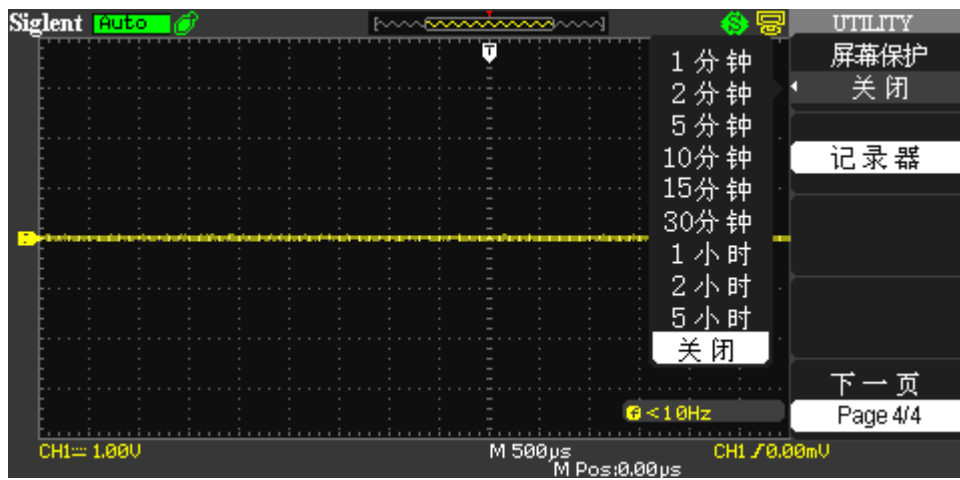 Siglent Auto
UTILITY
T
屏幕保护
关闭
记录器
下一页
Page 4/4
1分钟
2分钟
5分钟
10分钟
15分钟
30分钟
1小时
2小时
5小时
关闭
f <10Hz
CH1 1.00V
M 500µs
M Pos:0.00µs
CH1 0.00mV